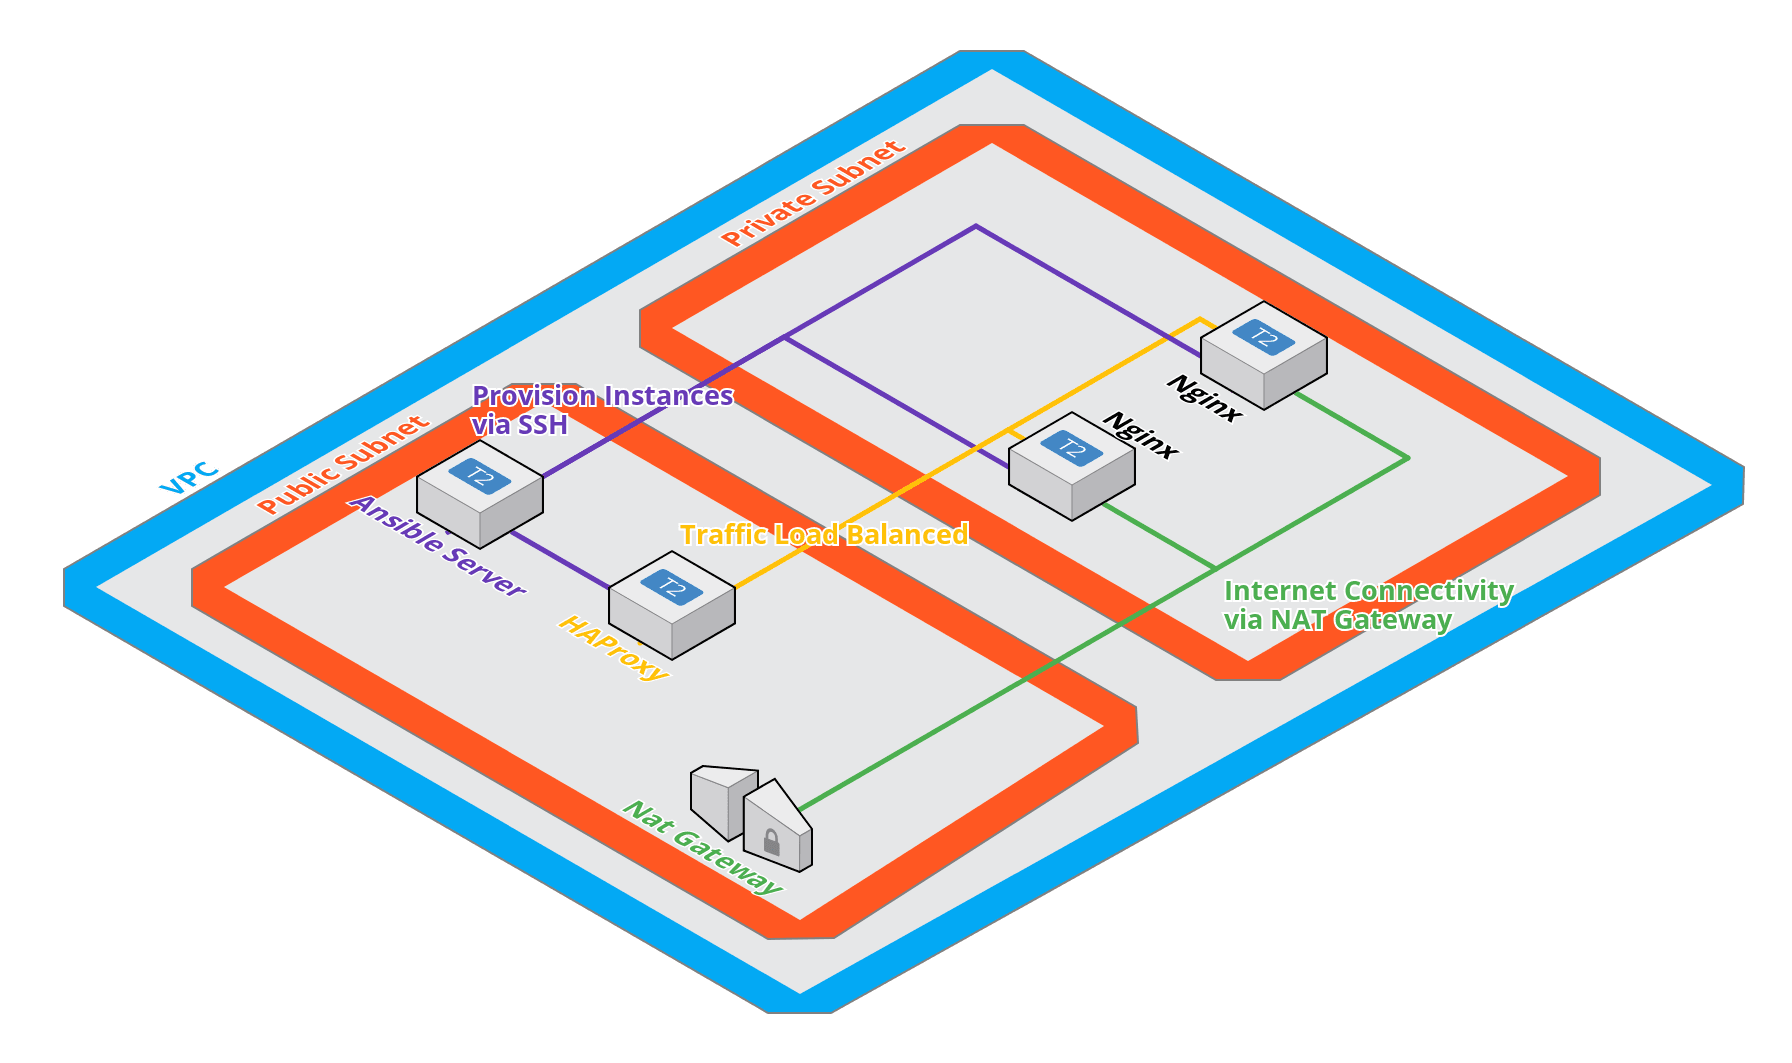 Private Subnet
T2
Nginx
Provision Instances
via SSH
Public Subnet
VPC
T2
Nginx
T2
Ansible Server
Traffic Load Balanced
T2
HAProxy
Internet Connectivity
via NAT Gateway
Nat Gateway